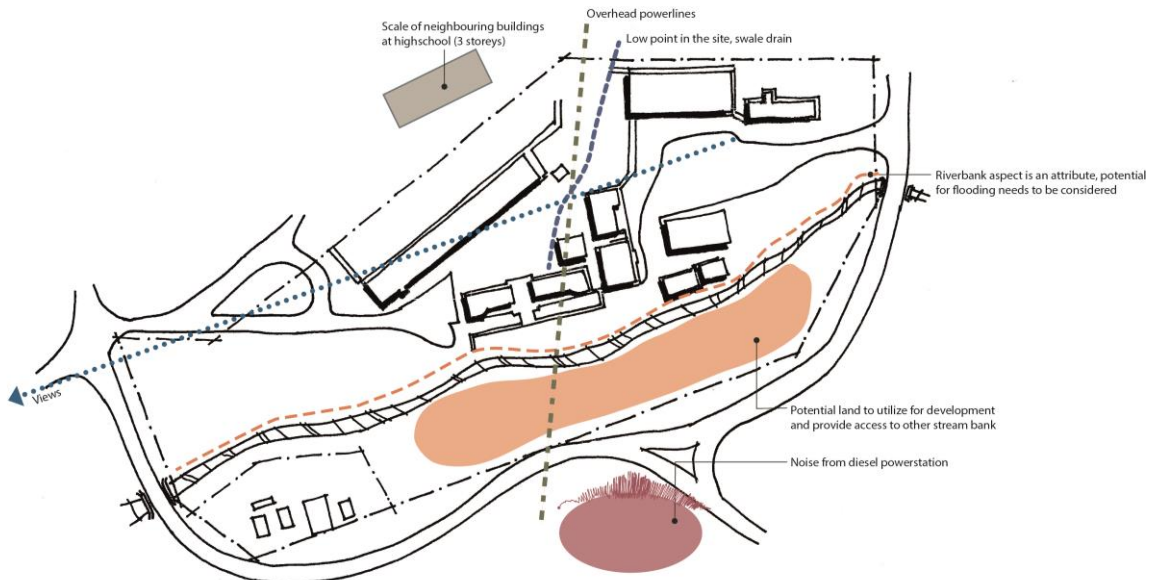 Overhead powerlines
Scale of neighbouring buildings
at highschool (3 storeys)
Low point in the site, swale drain
Riverbank aspect is an attribute, potential
for flooding needs to be considered
Views
Potential land to utilize for development
and provide access to other stream bank
Noise from diesel powerstation